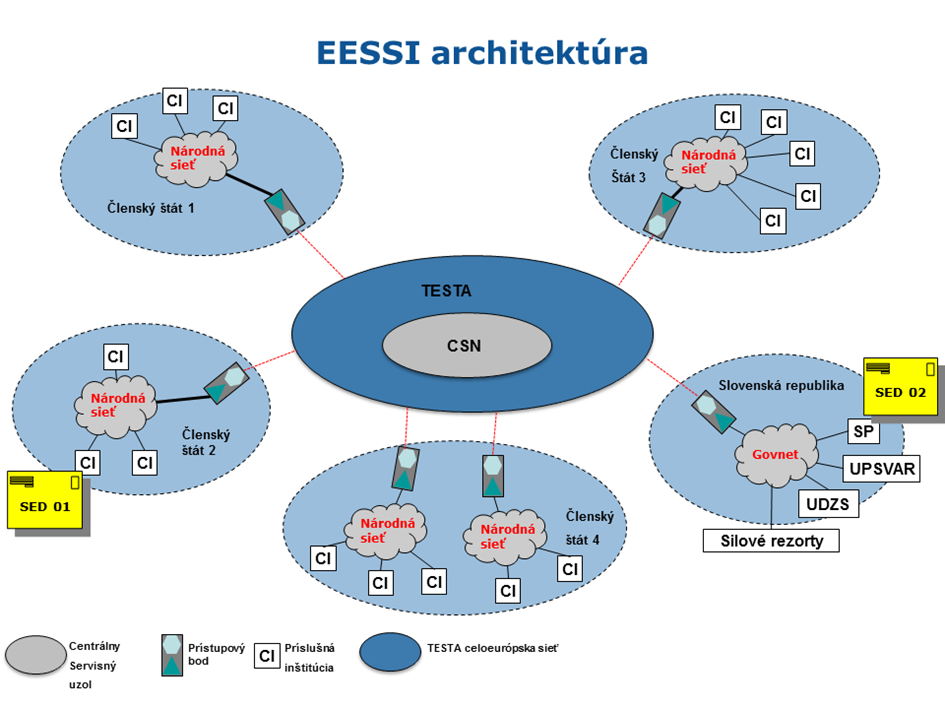 EESSI architektúra
CI
CI
CI
Národná
sieť
Členský štát 1
CI
CI
CI
CI
CI
Národná
sieť
Členský
Štát 3
TESTA
CSN
CI
Národná
sieť
Členský
štát 2
CI
CI
SED 01
Slovenská republika
SED 02
SP
Govnet
UPSVAR
UDZS
Silové rezorty
Národná
sieť
CI
CI
CI
Národná
sieť
Členský
štát 4
CI
CI
Centrálny
Servisný
uzol
Prístupový
bod
CI
Príslušná
inštitúcia
TESTA celoeurópska sieť